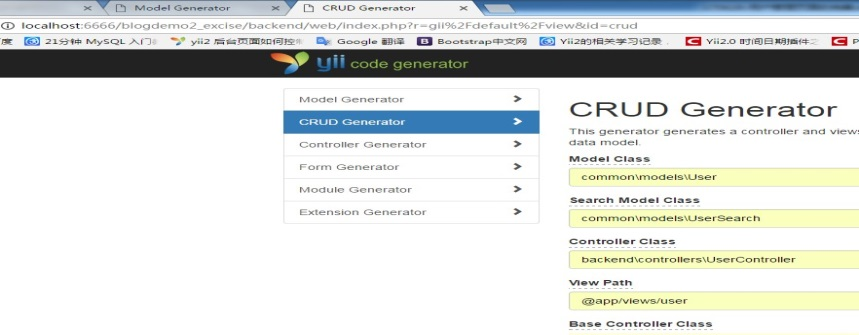 Model Generator
CRUD Generator
localhost:6666/blogdemo2_excise/backend/web/index.php?r=gii%2Fdefault%2Fview&id=crud
度 21分钟 MySQL 入门 yii2 后台页面如何控 Google 翻译 Bootstrap中文网 Yii2的相关学习记录. Yii2.0 时间日期插件
yii code generator
Model Generator
CRUD Generator
Controller Generator
Form Generator
Module Generator
Extension Generator
CRUD Generator
This generator generates a controller and views
data model.
Model Class
common\models\User
Search Model Class
common\models\UserSearch
Controller Class
backend\controllers\UserController
View Path
@app/views/user
Base Controller Class